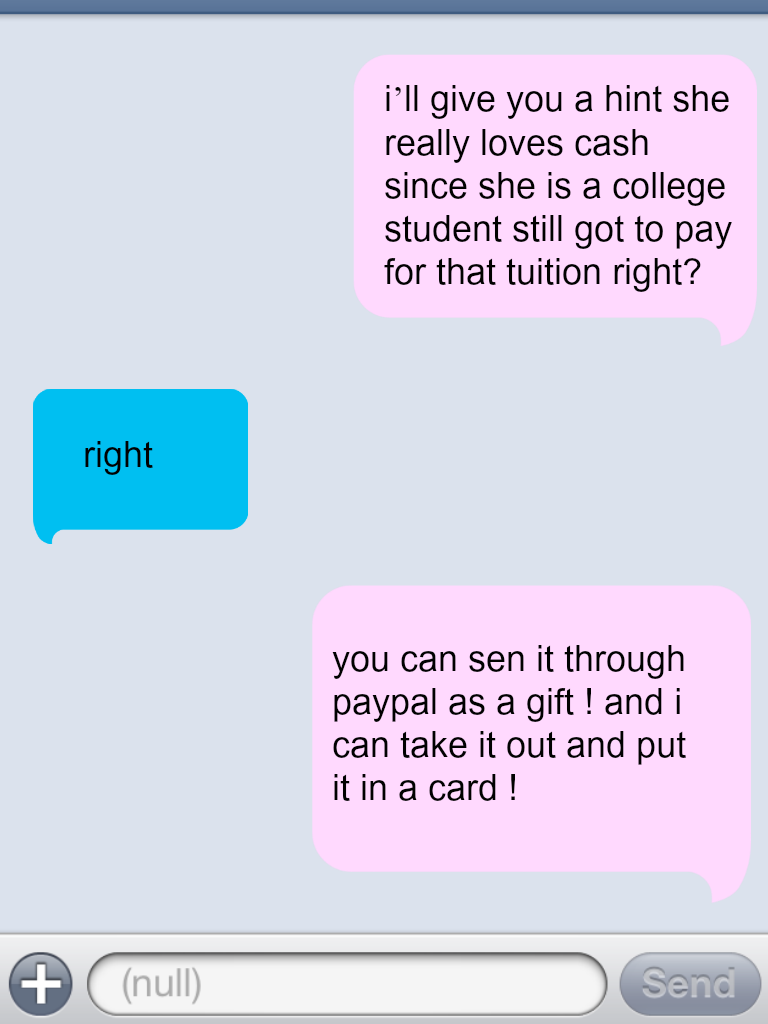 i’ll give you a hint she
really loves cash
since she is a college
student still got to pay
for that tuition right?
right
you can sen it through
paypal as a gift ! and i
can take it out and put
it in a card !
(null)
Send